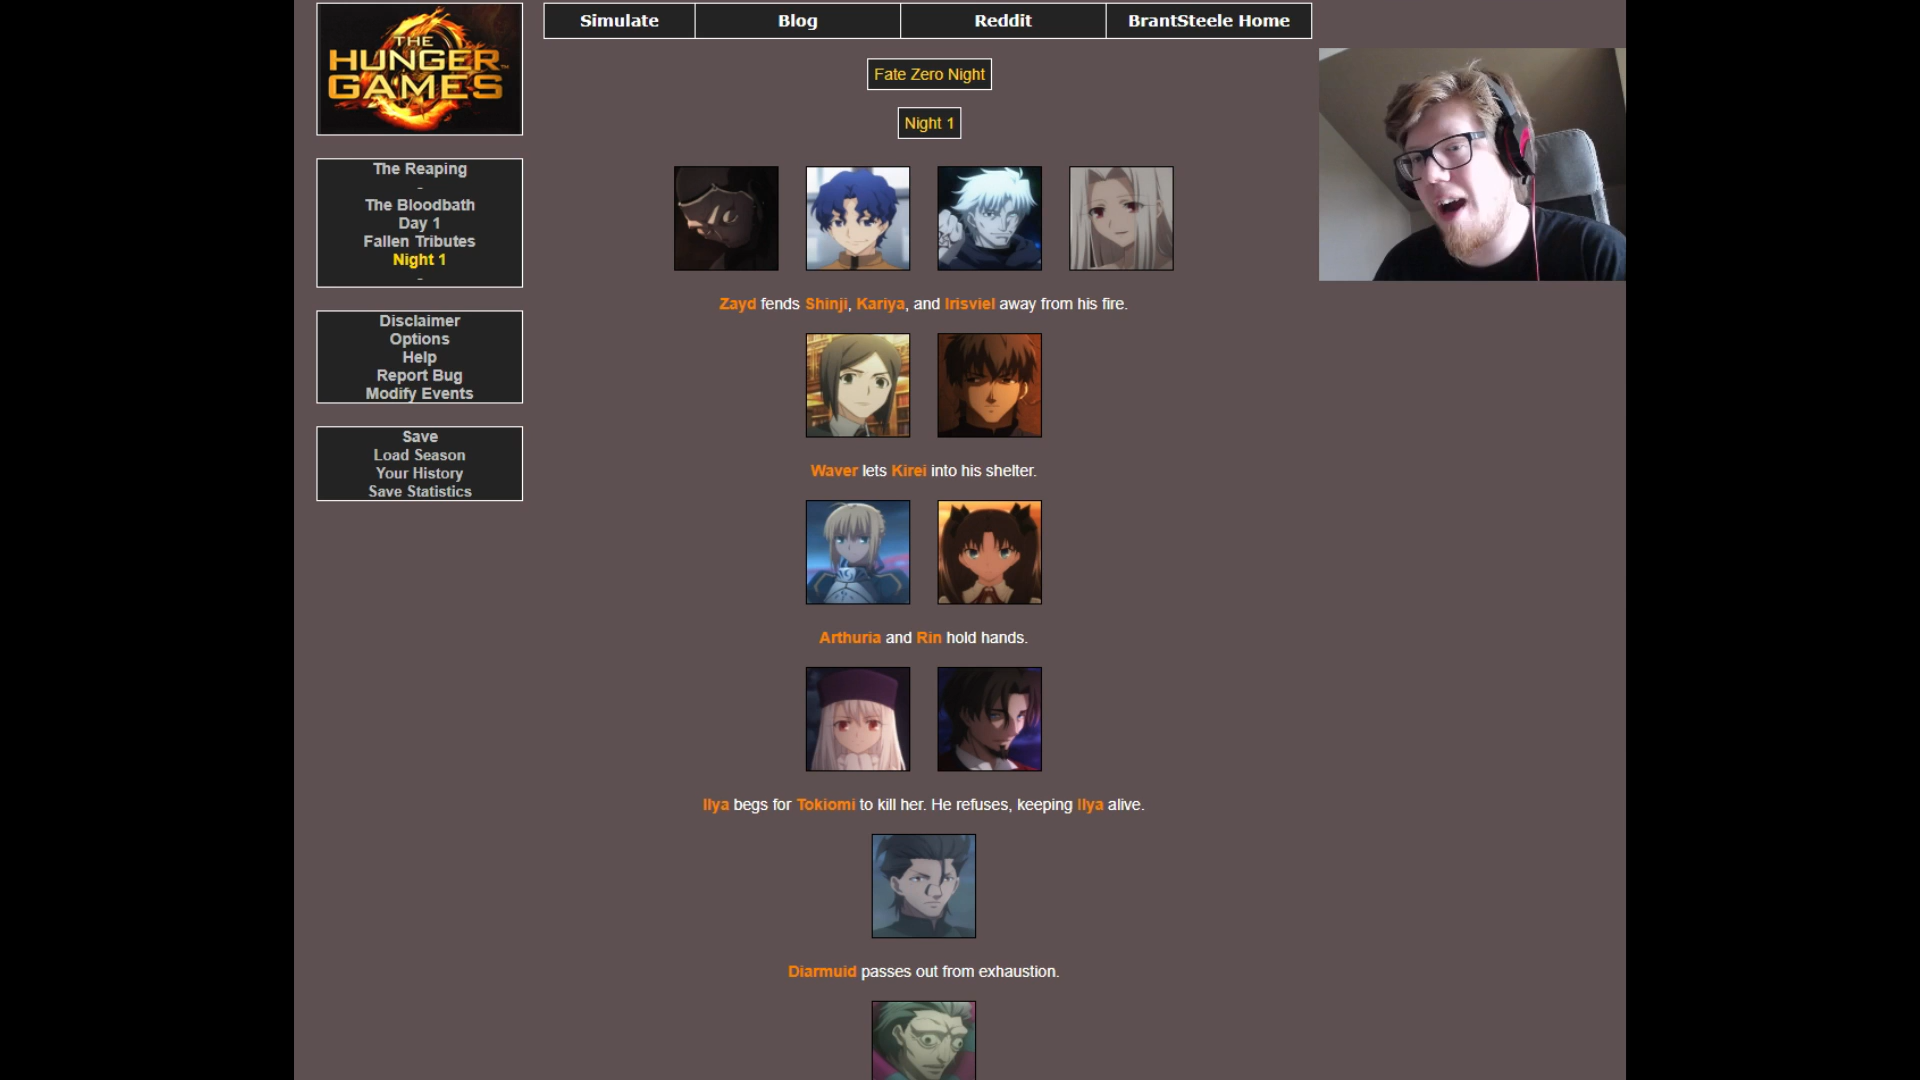 THE
HUNGER
GAMES
Simulate
Blog
Reddit
BrantSteele Home
Fate Zero Night
Night 1
The Reaping
-
The Bloodbath
Day 1
Fallen Tributes
Night 1
-
Disclaimer
Options
Help
Report Bug
Modify Events
Save
Load Season
Your History
Save Statistics
Zayd fends Shinji, Kariya, and Irisviel away from his fire.
Waver lets Kirei into his shelter.
Arthuria and Rin hold hands.
Ilya begs for Tokiomi to kill her. He refuses, keeping Ilya alive.
Diarmuid passes out from exhaustion.